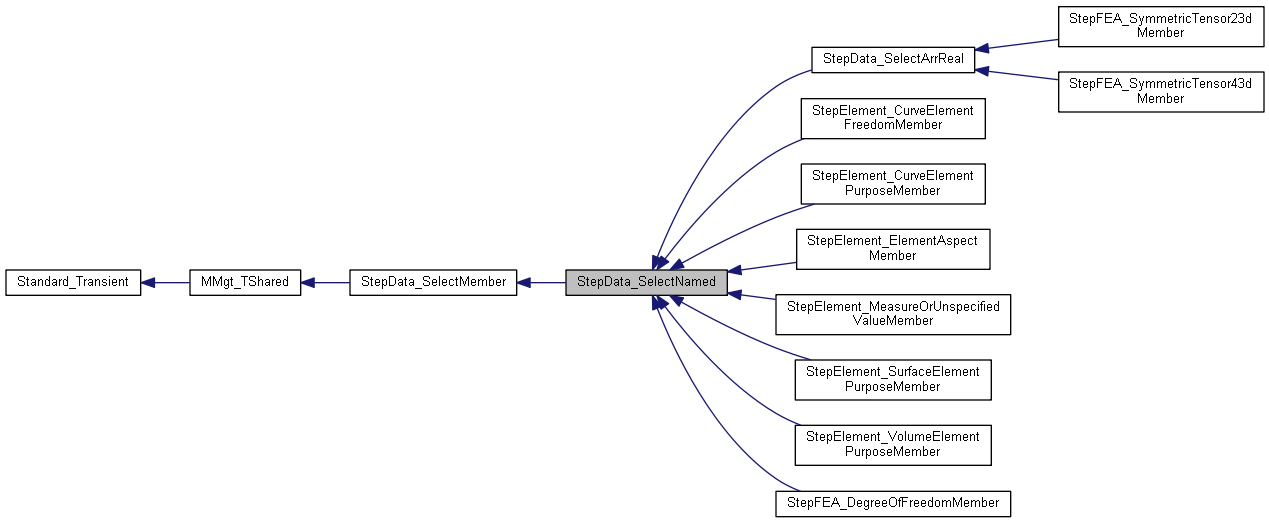 StepFEA_SymmetricTensor23d
Member
StepData_SelectArrReal
StepFEA_SymmetricTensor43d
Member
StepElement_CurveElement
FreedomMember
StepElement_CurveElement
PurposeMember
StepElement_ElementAspect
Member
Standard_Transient
MMgt_TShared
StepData_SelectMember
StepData_SelectNamed
StepElement_MeasureOrUnspecified
ValueMember
StepElement_SurfaceElement
PurposeMember
StepElement_VolumeElement
PurposeMember
StepFEA_DegreeOfFreedomMember